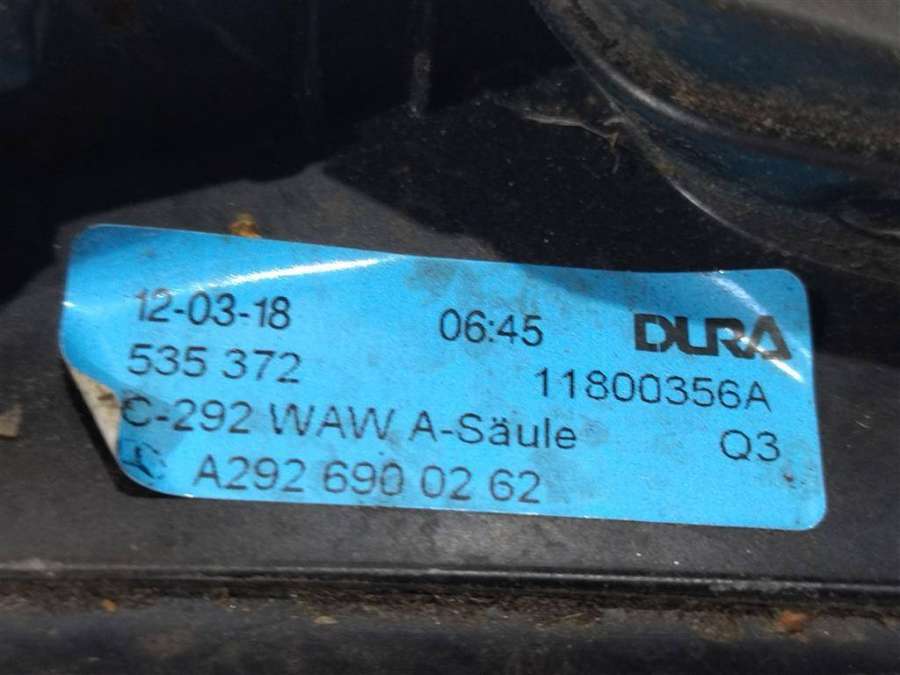 12-03-18 06:45 DURA
535 372 11800356A
C-292 WAW A-Säule Q3
A292 690 02 62